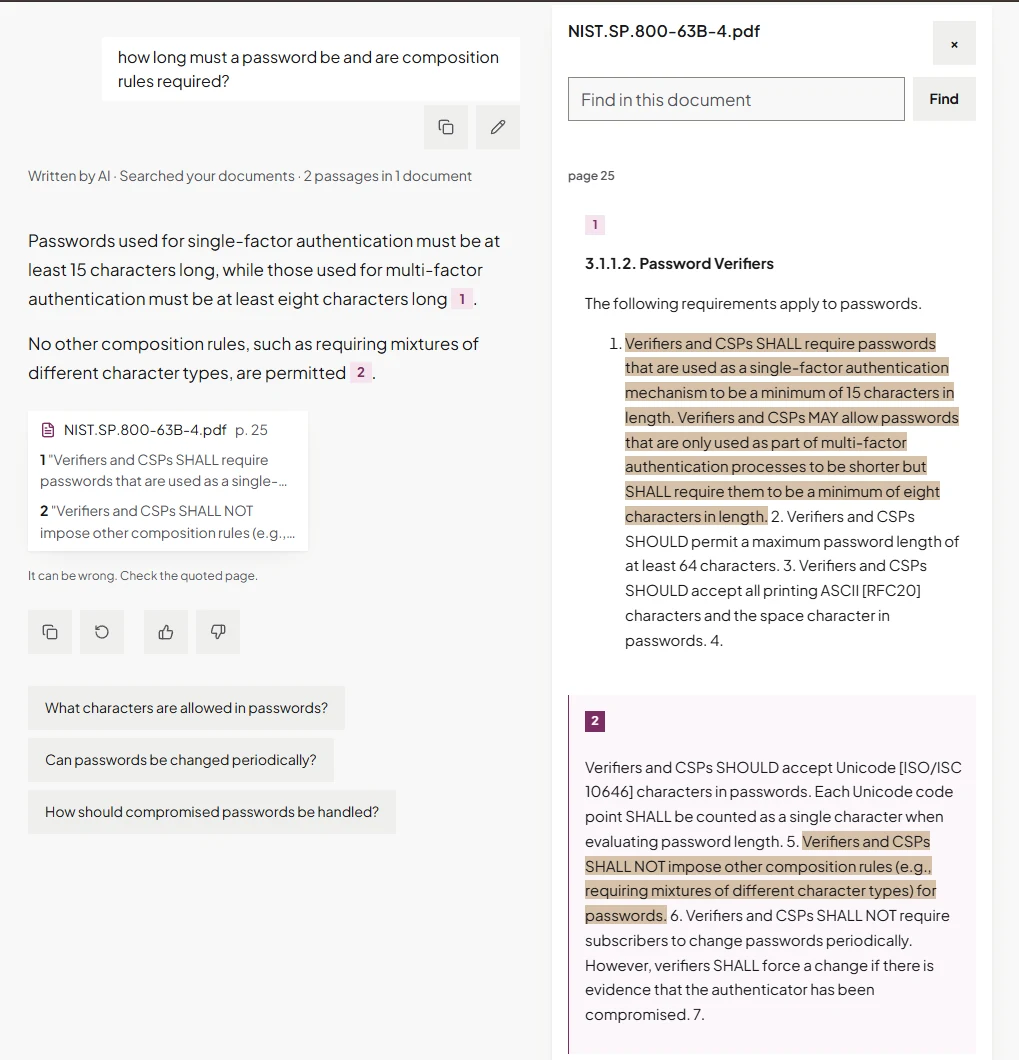 how long must a password be and are composition
rules required?
Written by AI · Searched your documents · 2 passages in 1 document
Passwords used for single-factor authentication must be at
least 15 characters long, while those used for multi-factor
authentication must be at least eight characters long 1 .
No other composition rules, such as requiring mixtures of
different character types, are permitted 2 .
NIST.SP.800-63B-4.pdf p. 25
1 "Verifiers and CSPs SHALL require
passwords that are used as a single-…
2 "Verifiers and CSPs SHALL NOT
impose other composition rules (e.g.,…
It can be wrong. Check the quoted page.
What characters are allowed in passwords?
Can passwords be changed periodically?
How should compromised passwords be handled?
NIST.SP.800-63B-4.pdf
×
Find in this document
Find
page 25
1
3.1.1.2. Password Verifiers
The following requirements apply to passwords.
1. Verifiers and CSPs SHALL require passwords
that are used as a single-factor authentication
mechanism to be a minimum of 15 characters in
length. Verifiers and CSPs MAY allow passwords
that are only used as part of multi-factor
authentication processes to be shorter but
SHALL require them to be a minimum of eight
characters in length. 2. Verifiers and CSPs
SHOULD permit a maximum password length of
at least 64 characters. 3. Verifiers and CSPs
SHOULD accept all printing ASCII [RFC20]
characters and the space character in
passwords. 4.
2
Verifiers and CSPs SHOULD accept Unicode [ISO/ISC
10646] characters in passwords. Each Unicode code
point SHALL be counted as a single character when
evaluating password length. 5. Verifiers and CSPs
SHALL NOT impose other composition rules (e.g.,
requiring mixtures of different character types) for
passwords. 6. Verifiers and CSPs SHALL NOT require
subscribers to change passwords periodically.
However, verifiers SHALL force a change if there is
evidence that the authenticator has been
compromised. 7.